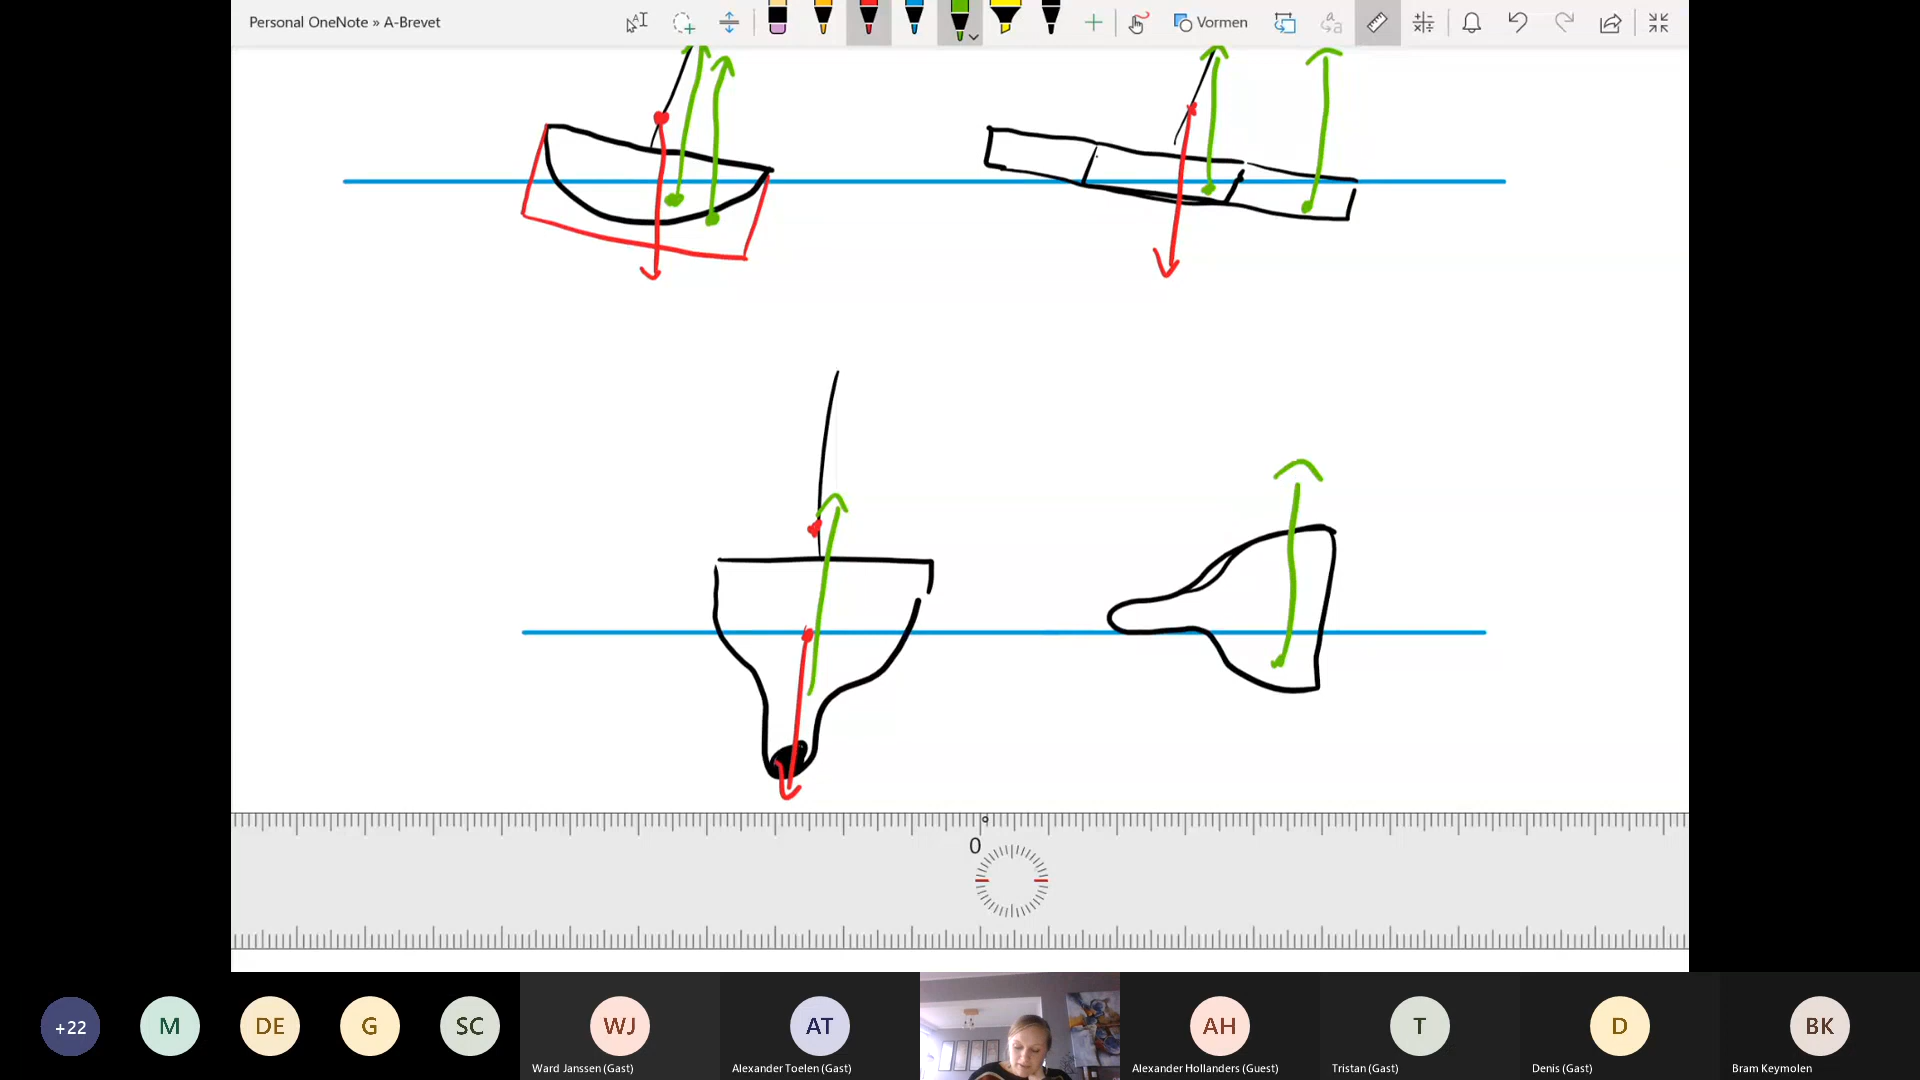 Personal OneNote » A-Brevet
Vormen
0
+22
M
DE
G
SC
WJ
AT
AH
T
D
BK
Ward Janssen (Gast)
Alexander Toelen (Gast)
Alexander Hollanders (Guest)
Tristan (Gast)
Denis (Gast)
Bram Keymolen